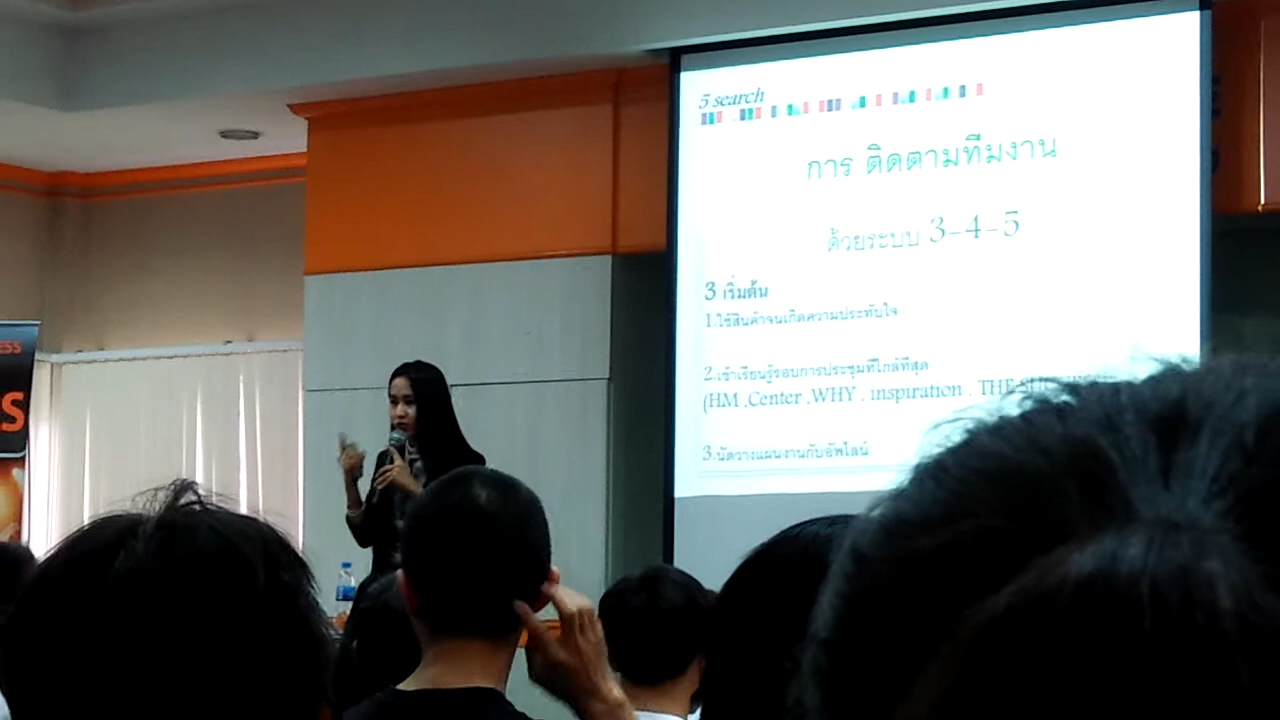 5 search
การ ติดตามทีมงาน
ด้วยระบบ 3-4-5
3 เริ่มต้น
1.ใช้สินค้าจนเกิดความประทับใจ
2.เข้าเรียนรู้รอบการประชุมที่ใกล้ที่สุด
(HM ,Center ,WHY , inspiration , THE
3.นัดวางแผนงานกับอัพไลน์
ESS
S